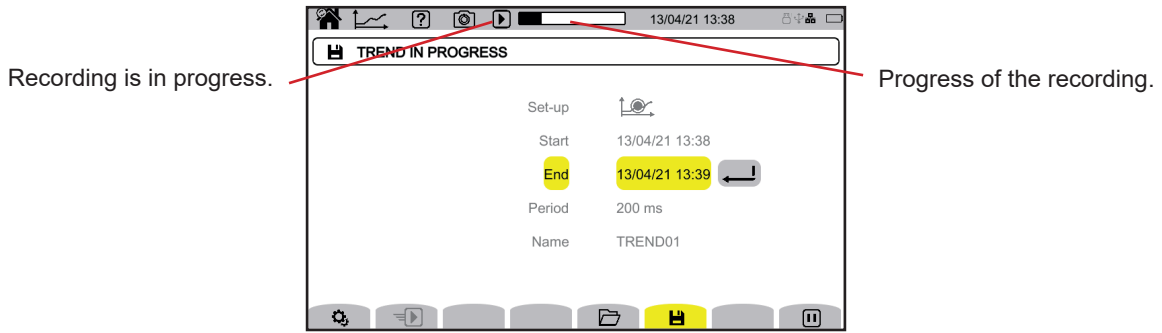 13/04/21 13:38
TREND IN PROGRESS
Recording is in progress.
Progress of the recording.
Set-up
Start 13/04/21 13:38
End 13/04/21 13:39
Period 200 ms
Name TREND01